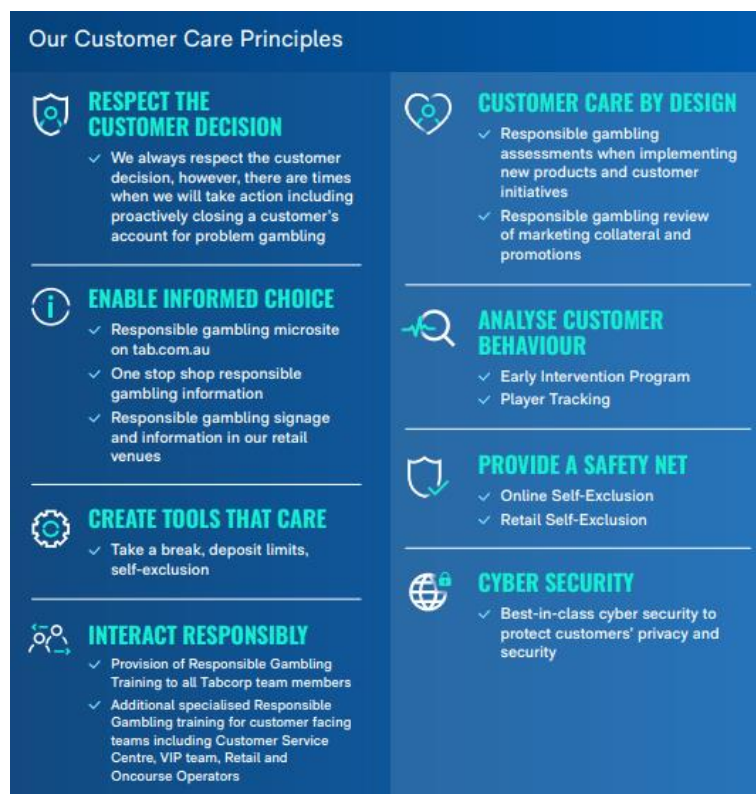 Our Customer Care Principles
RESPECT THE
CUSTOMER DECISION
We always respect the customer
decision, however, there are times
when we will take action including
proactively closing a customer's
account for problem gambling
ENABLE INFORMED CHOICE
Responsible gambling microsite
on tab.com.au
One stop shop responsible
gambling information
Responsible gambling signage
and information in our retail
venues
CREATE TOOLS THAT CARE
Take a break, deposit limits,
self-exclusion
INTERACT RESPONSIBLY
Provision of Responsible Gambling
Training to all Tabcorp team members
Additional specialised Responsible
Gambling training for customer facing
teams including Customer Service
Centre, VIP team, Retail and
Oncourse Operators
CUSTOMER CARE BY DESIGN
Responsible gambling
assessments when implementing
new products and customer
initiatives
Responsible gambling review
of marketing collateral and
promotions
ANALYSE CUSTOMER
BEHAVIOUR
Early Intervention Program
Player Tracking
PROVIDE A SAFETY NET
Online Self-Exclusion
Retail Self-Exclusion
CYBER SECURITY
Best-in-class cyber security to
protect customers' privacy and
security